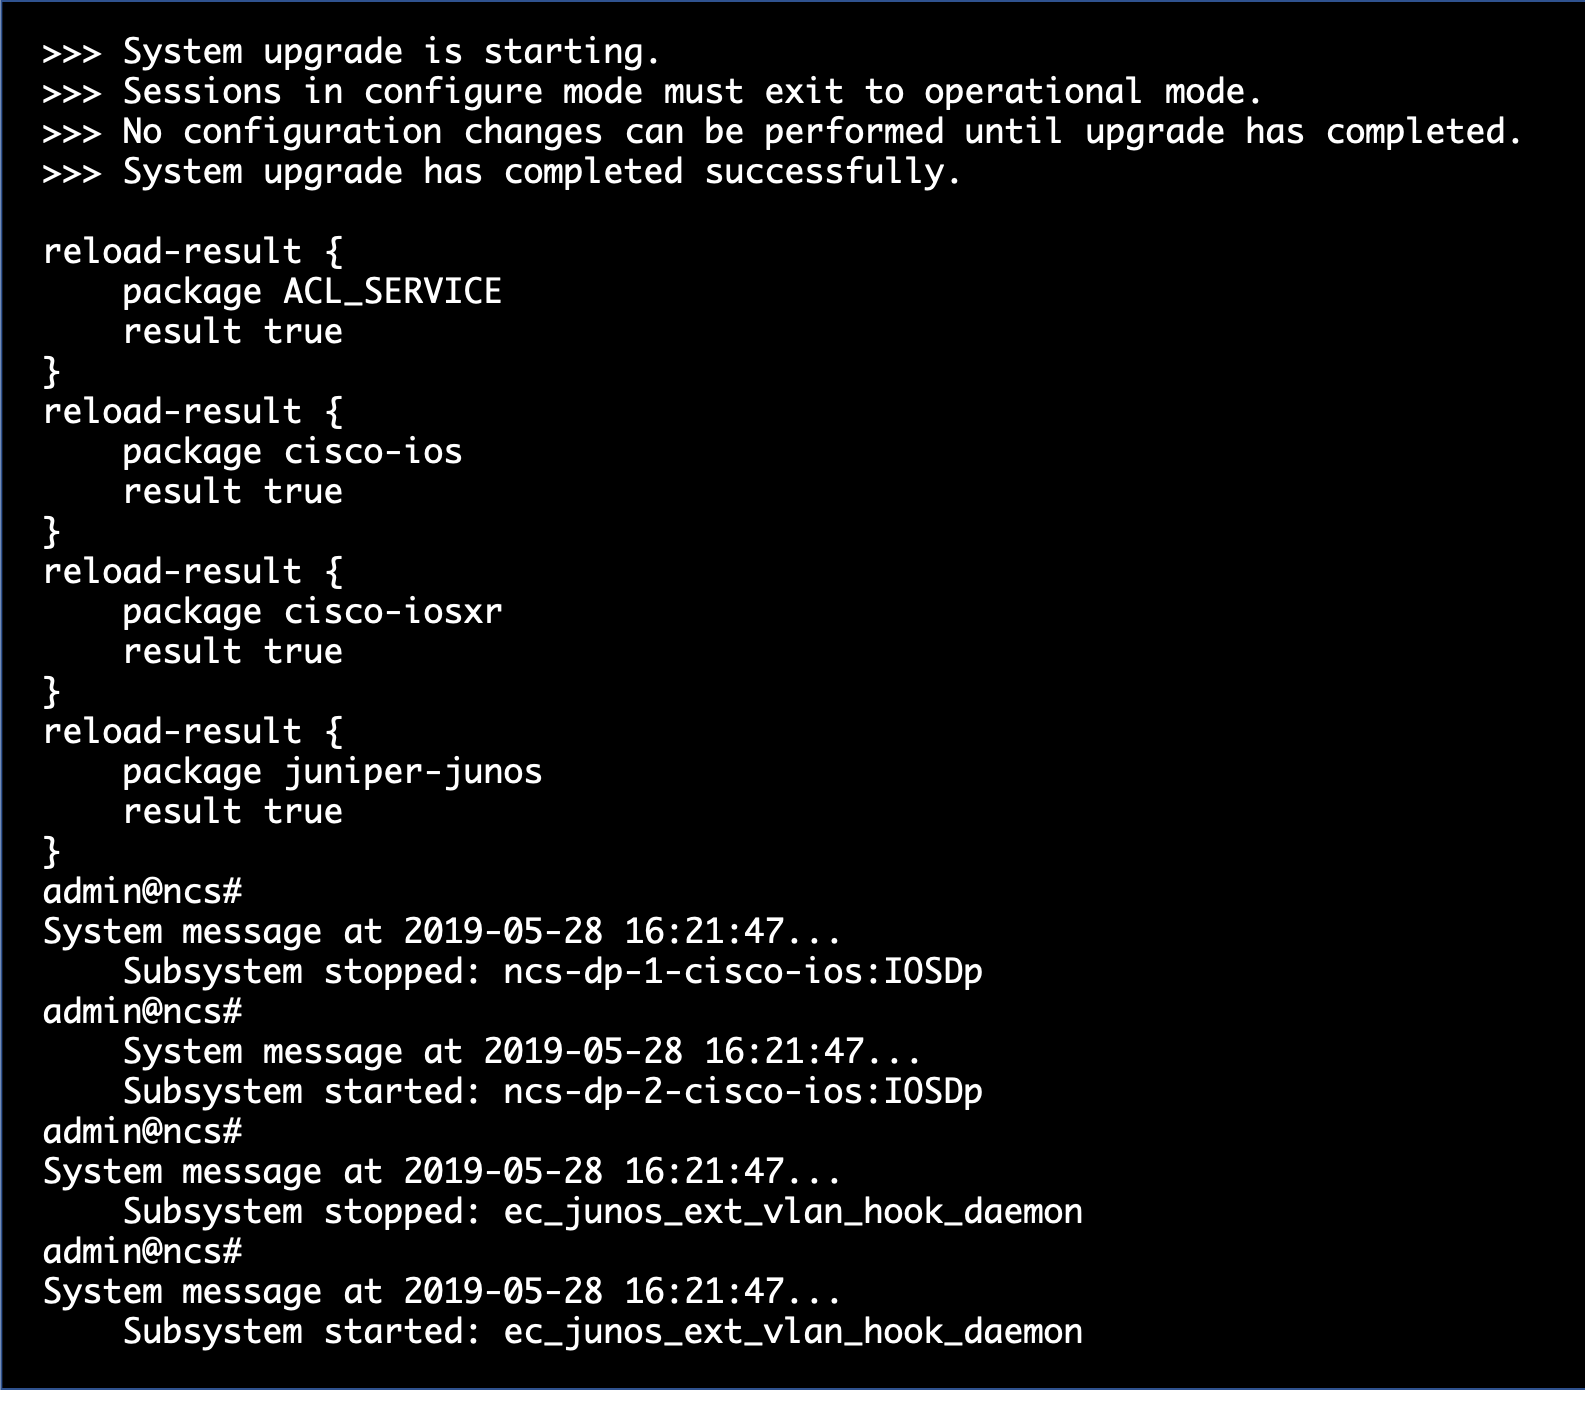 >>> System upgrade is starting.
>>> Sessions in configure mode must exit to operational mode.
>>> No configuration changes can be performed until upgrade has completed.
>>> System upgrade has completed successfully.

reload-result {
    package ACL_SERVICE
    result true
}
reload-result {
    package cisco-ios
    result true
}
reload-result {
    package cisco-iosxr
    result true
}
reload-result {
    package juniper-junos
    result true
}
admin@ncs#
System message at 2019-05-28 16:21:47...
    Subsystem stopped: ncs-dp-1-cisco-ios:IOSDp
admin@ncs#
    System message at 2019-05-28 16:21:47...
    Subsystem started: ncs-dp-2-cisco-ios:IOSDp
admin@ncs#
System message at 2019-05-28 16:21:47...
    Subsystem stopped: ec_junos_ext_vlan_hook_daemon
admin@ncs#
System message at 2019-05-28 16:21:47...
    Subsystem started: ec_junos_ext_vlan_hook_daemon